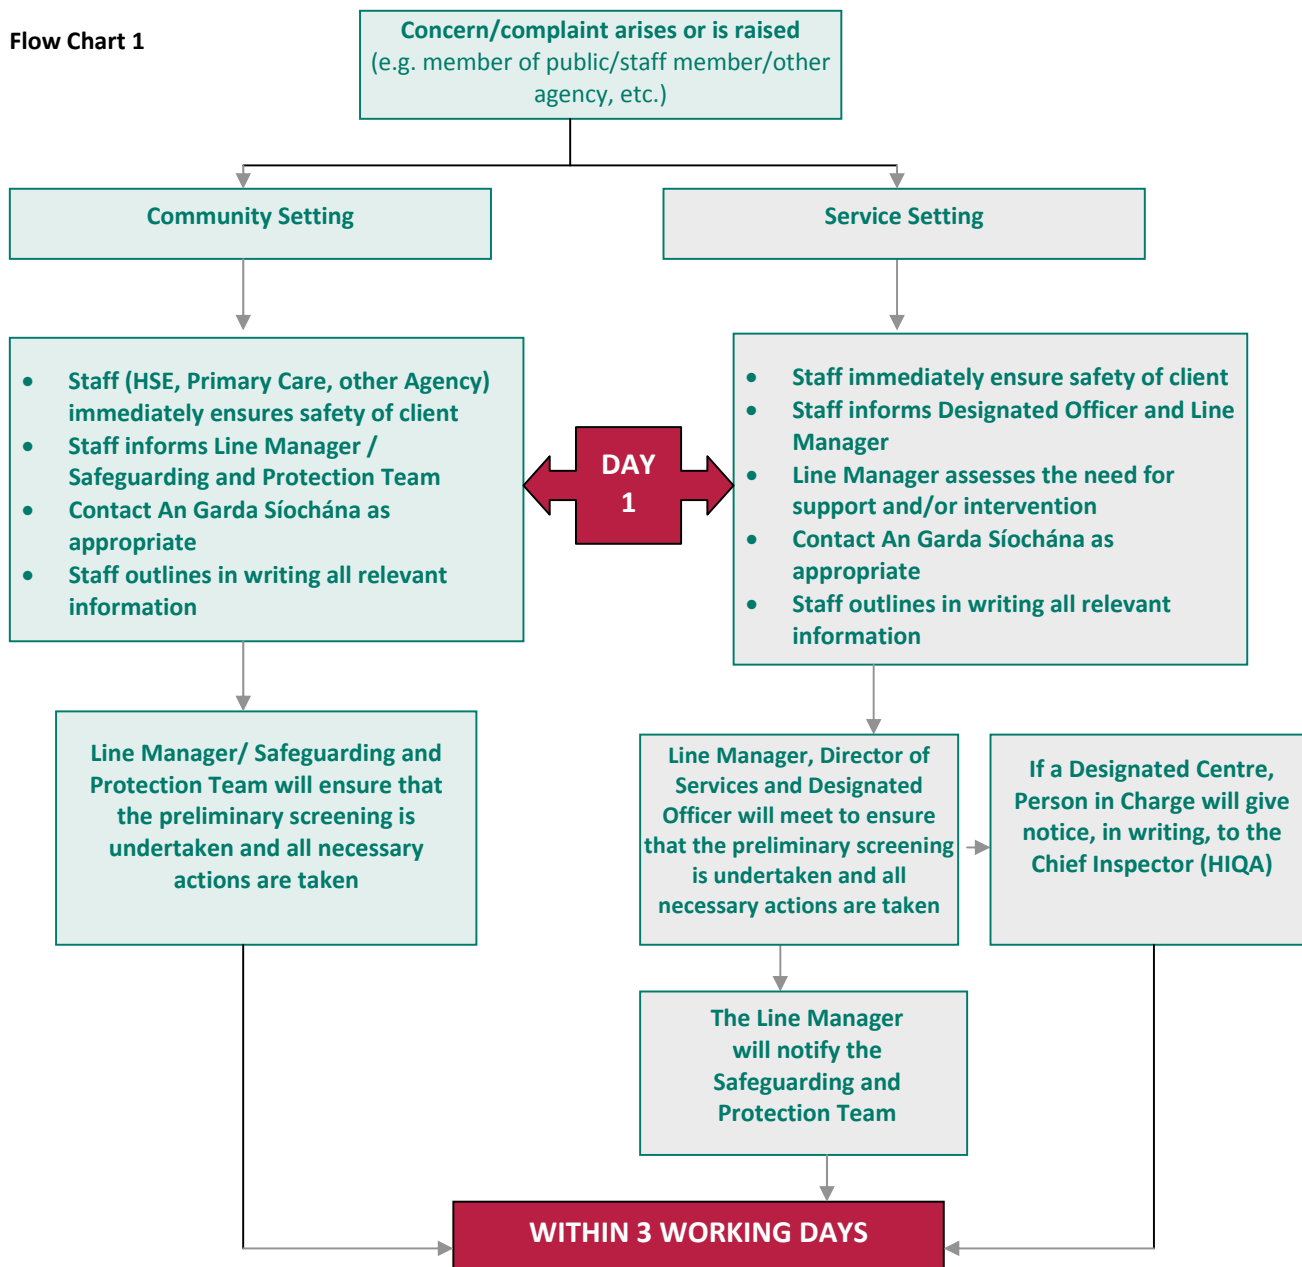 Flow Chart 1
Concern/complaint arises or is raised
(e.g. member of public/staff member/other
agency, etc.)
Community Setting
Service Setting
• Staff (HSE, Primary Care, other Agency)
immediately ensures safety of client
• Staff informs Line Manager /
Safeguarding and Protection Team
• Contact An Garda Síochána as
appropriate
• Staff outlines in writing all relevant
information
DAY
1
• Staff immediately ensure safety of client
• Staff informs Designated Officer and Line
Manager
• Line Manager assesses the need for
support and/or intervention
• Contact An Garda Síochána as
appropriate
• Staff outlines in writing all relevant
information
Line Manager/ Safeguarding and
Protection Team will ensure that
the preliminary screening is
undertaken and all necessary
actions are taken
Line Manager, Director of
Services and Designated
Officer will meet to ensure
that the preliminary screening
is undertaken and all
necessary actions are taken
If a Designated Centre,
Person in Charge will give
notice, in writing, to the
Chief Inspector (HIQA)
The Line Manager
will notify the
Safeguarding and
Protection Team
WITHIN 3 WORKING DAYS